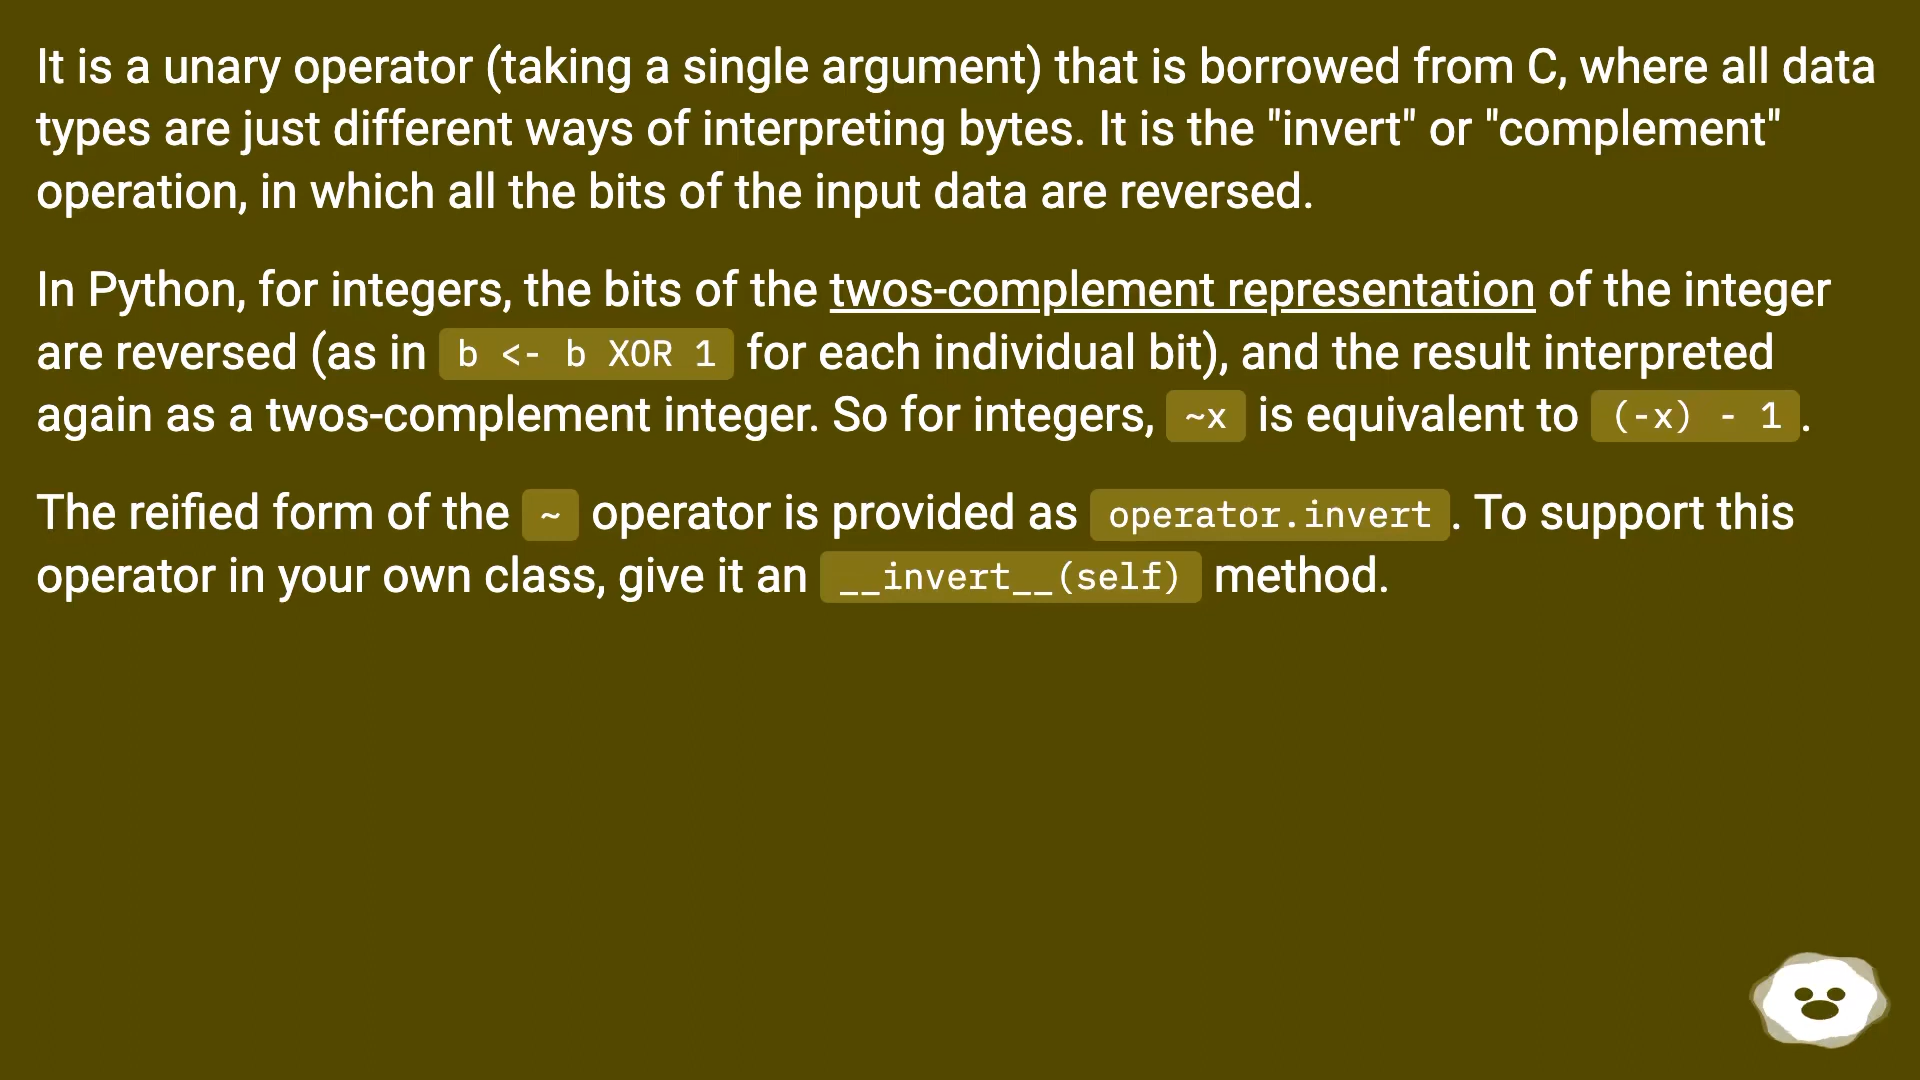 It is a unary operator (taking a single argument) that is borrowed from C, where all data
types are just different ways of interpreting bytes. It is the "invert" or "complement"
operation, in which all the bits of the input data are reversed.
In Python, for integers, the bits of the twos-complement representation of the integer
are reversed (as in b <- b XOR 1 for each individual bit), and the result interpreted
again as a twos-complement integer. So for integers, ~x is equivalent to (-x) - 1.
The reified form of the ~ operator is provided as operator.invert. To support this
operator in your own class, give it an __invert__(self) method.